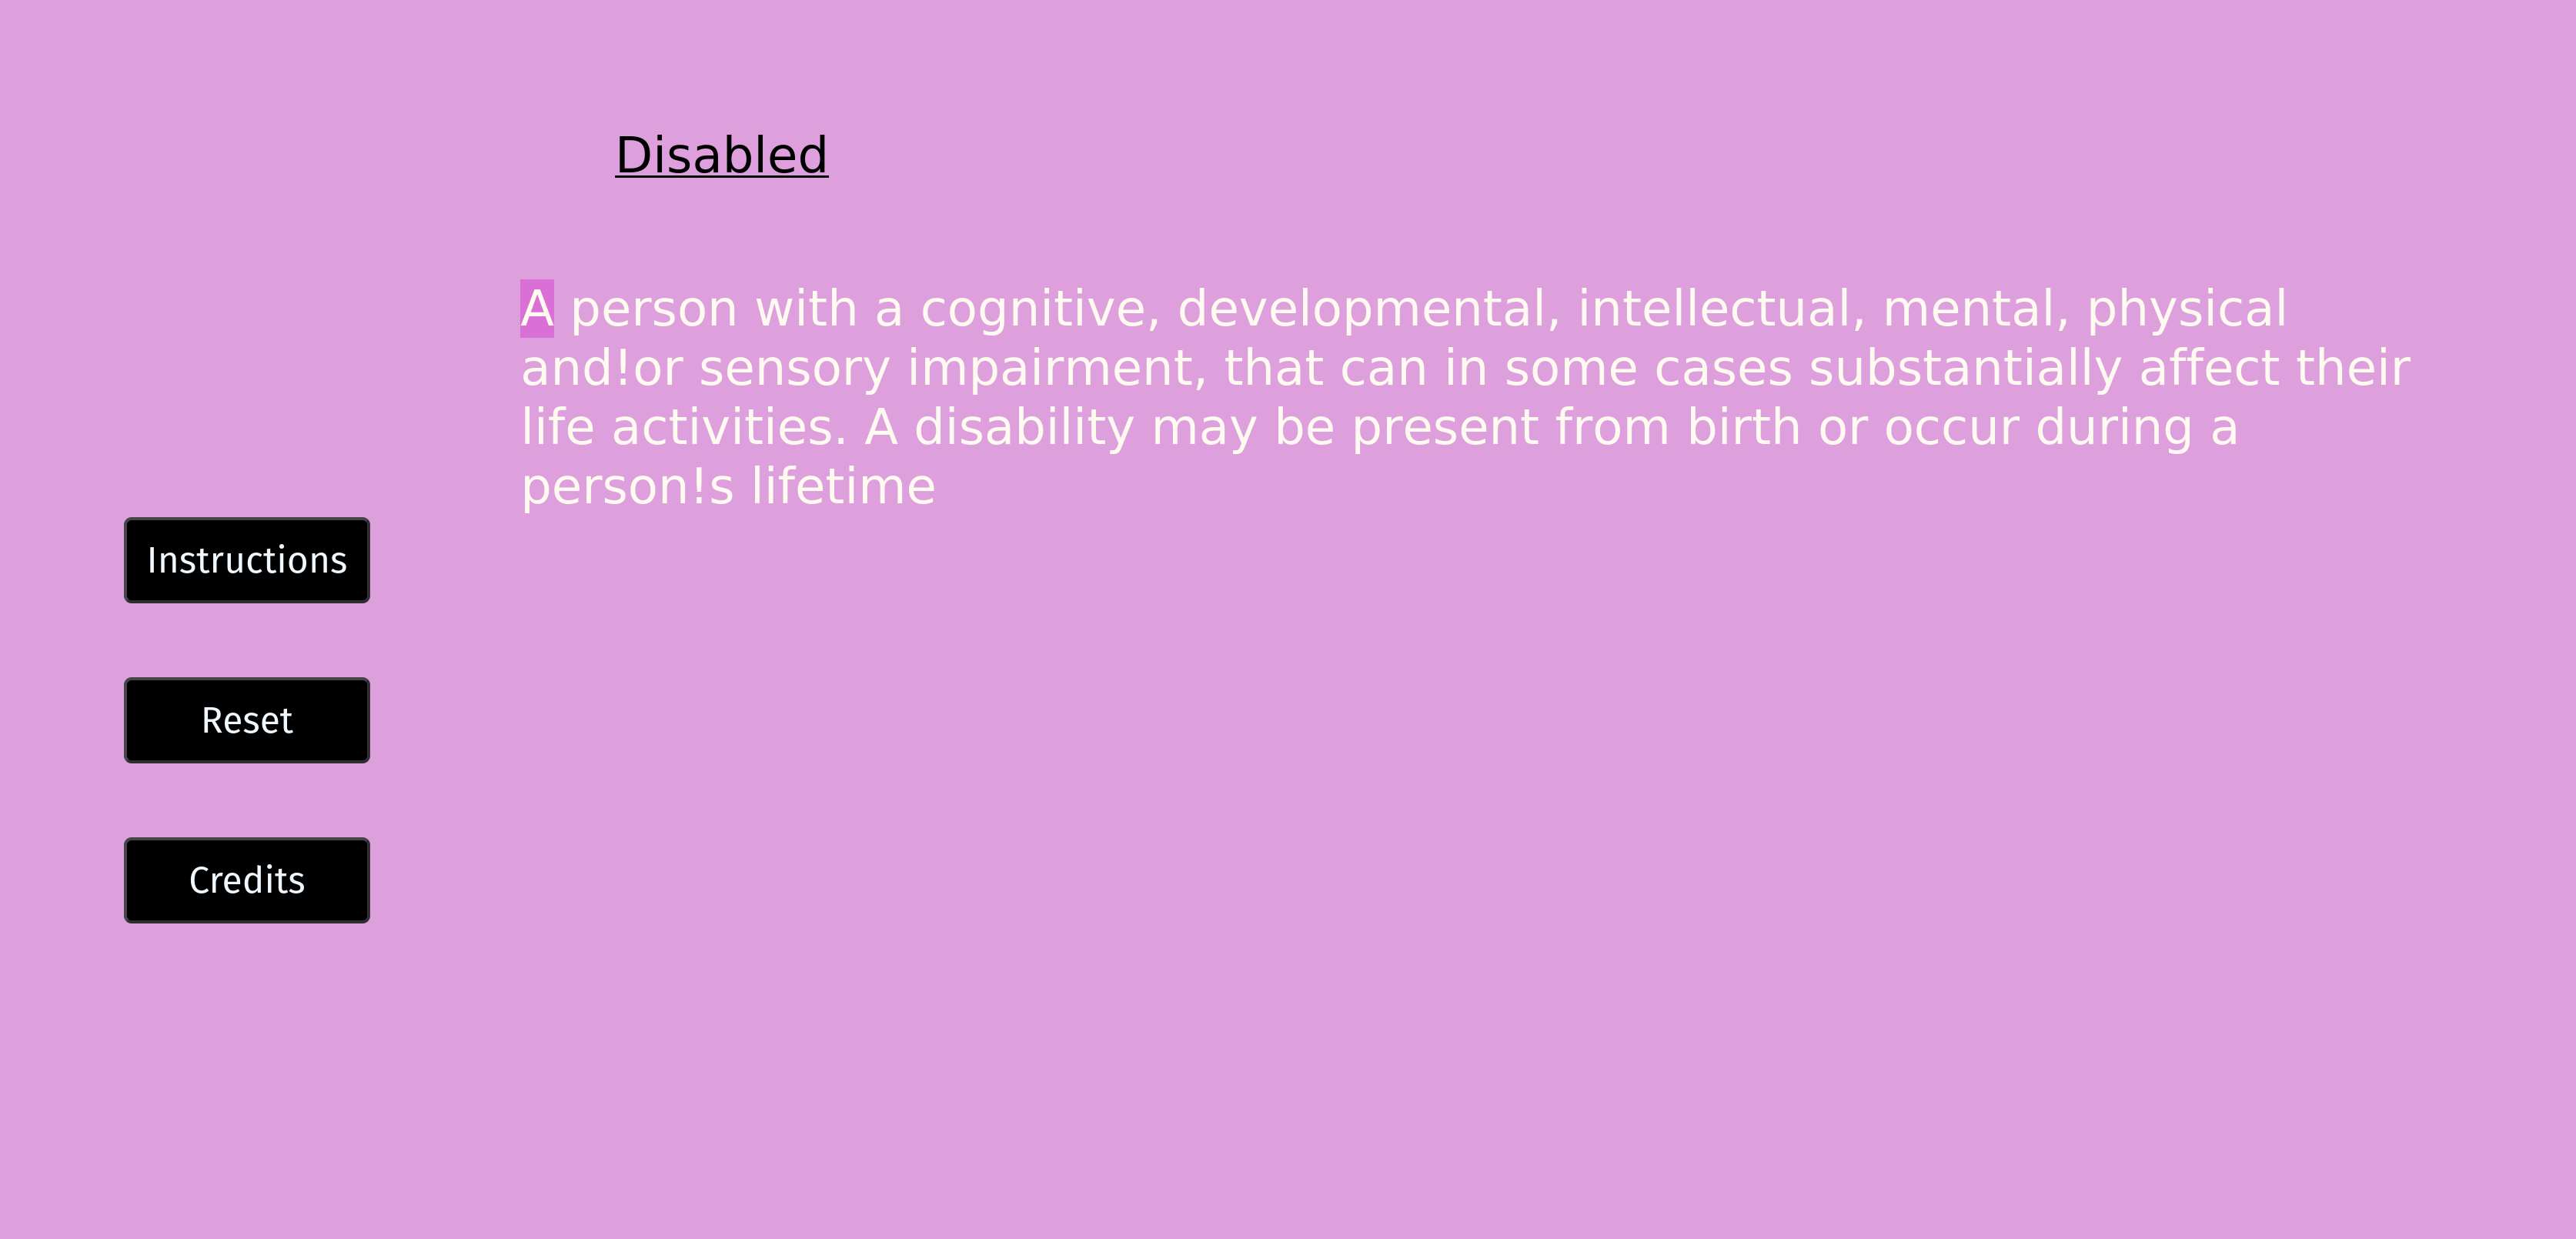 Disabled
A person with a cognitive, developmental, intellectual, mental, physical
and!or sensory impairment, that can in some cases substantially affect their
life activities. A disability may be present from birth or occur during a
person!s lifetime
Instructions
Reset
Credits